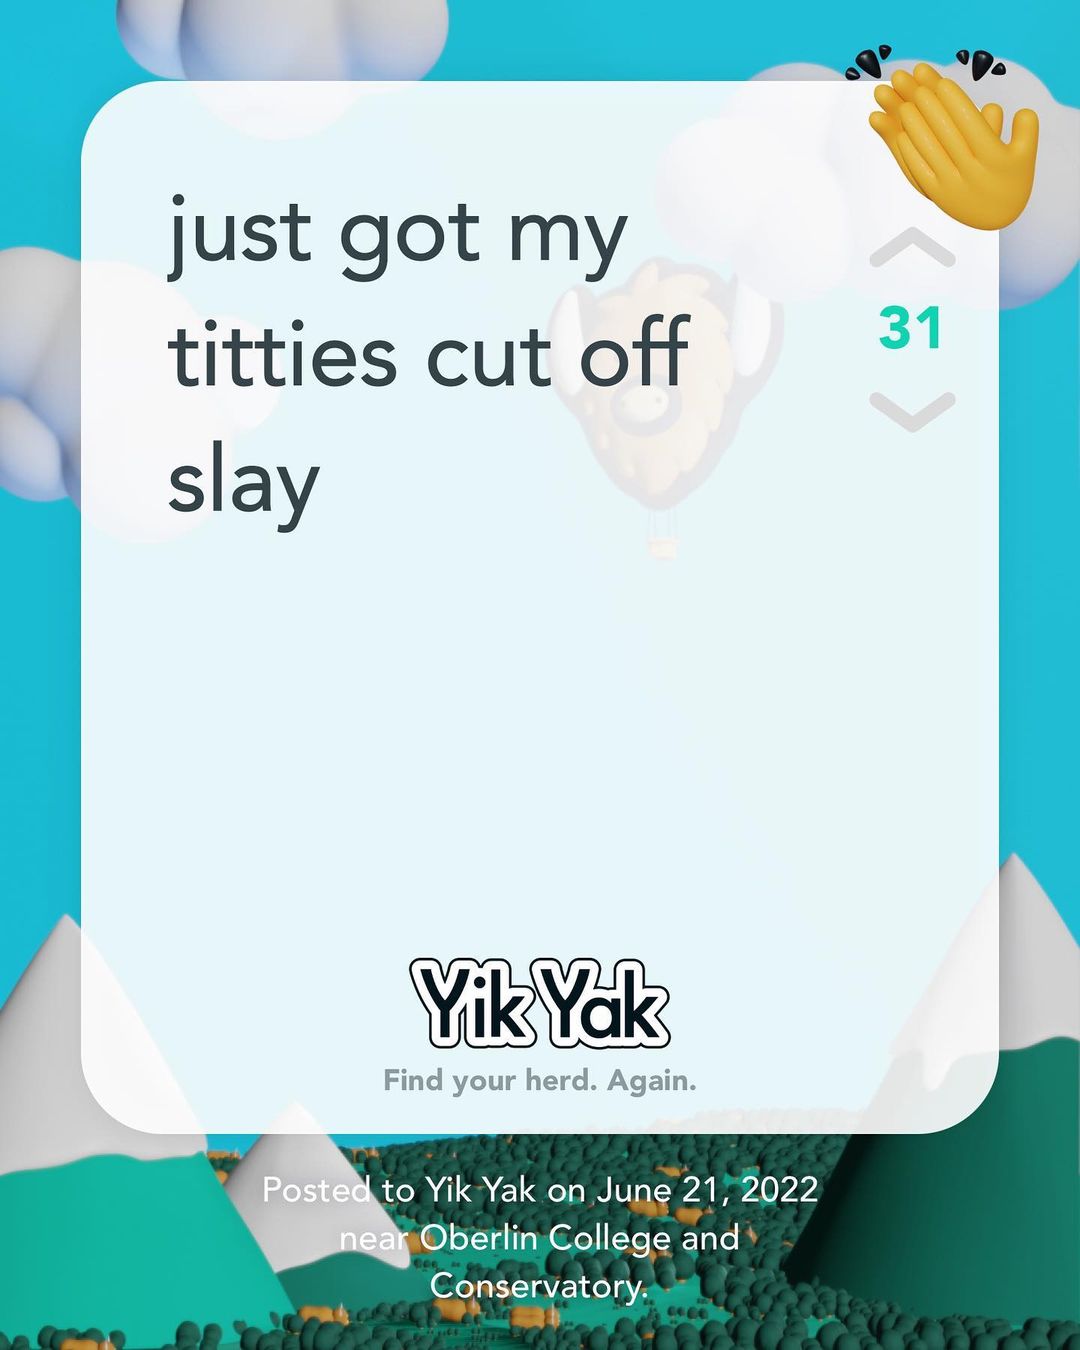 just got my
titties cut off
slay
31
Yik Yak
Find your herd. Again.
Posted to Yik Yak on June 21, 2022
near Oberlin College and
Conservatory.